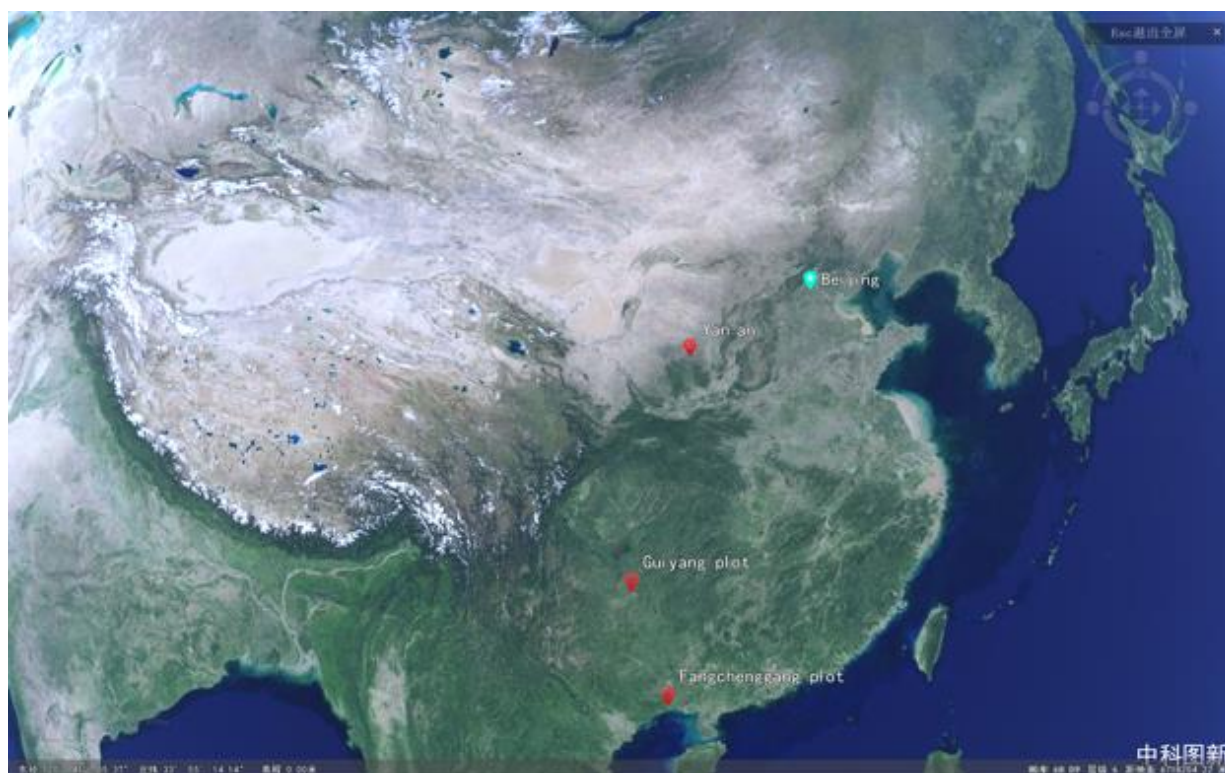 Esc退出全屏 ×
Beijing
Yan an
Guiyang plot
Fangchenggang plot
中科图新